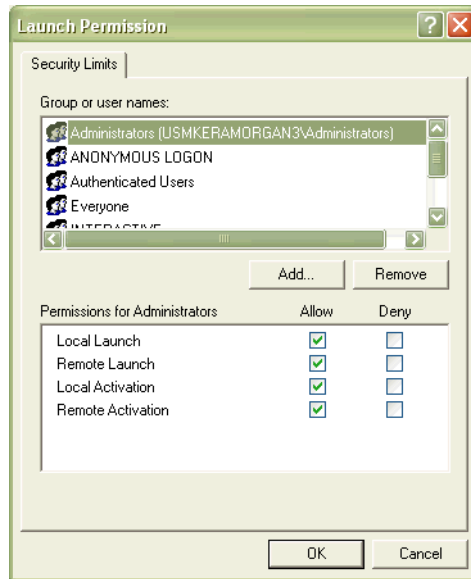 Launch Permission
Security Limits
Group or user names:
Administrators (USMKERAMORGAN3\Administrators)
ANONYMOUS LOGON
Authenticated Users
Everyone
INTERACTIVE
Add...
Remove
Permissions for Administrators Allow Deny
Local Launch
Remote Launch
Local Activation
Remote Activation
OK
Cancel